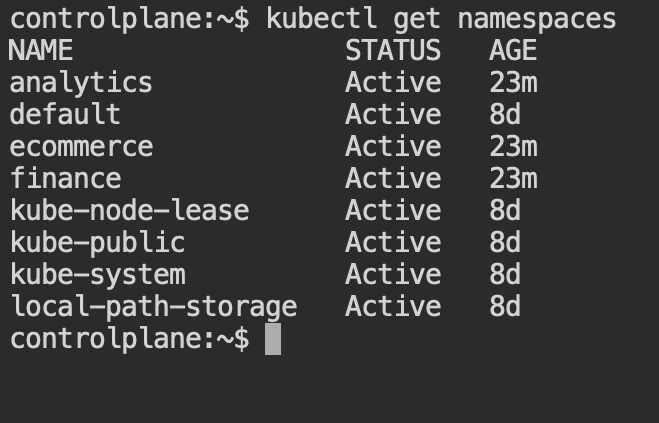 controlplane:~$ kubectl get namespaces
NAME                 STATUS   AGE
analytics            Active   23m
default              Active   8d
ecommerce            Active   23m
finance              Active   23m
kube-node-lease      Active   8d
kube-public          Active   8d
kube-system          Active   8d
local-path-storage   Active   8d
controlplane:~$